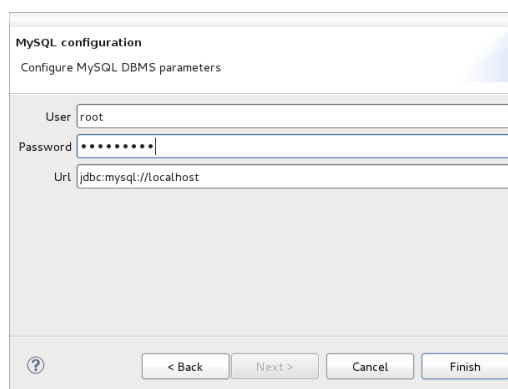 MySQL configuration
Configure MySQL DBMS parameters
User root
Password •••••••••
Url jdbc:mysql://localhost
? < Back Next > Cancel Finish